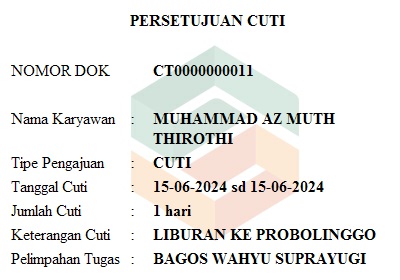 PERSETUJUAN CUTI
NOMOR DOK CT0000000011
Nama Karyawan : MUHAMMAD AZ MUTH
THIROTHI
Tipe Pengajuan : CUTI
Tanggal Cuti : 15-06-2024 sd 15-06-2024
Jumlah Cuti : 1 hari
Keterangan Cuti : LIBURAN KE PROBOLINGGO
Pelimpahan Tugas : BAGOS WAHYU SUPRAYUGI